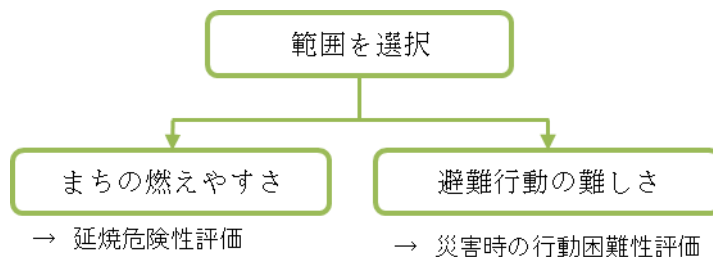 範囲を選択
まちの燃えやすさ
避難行動の難しさ
→ 延焼危険性評価
→ 災害時の行動困難性評価